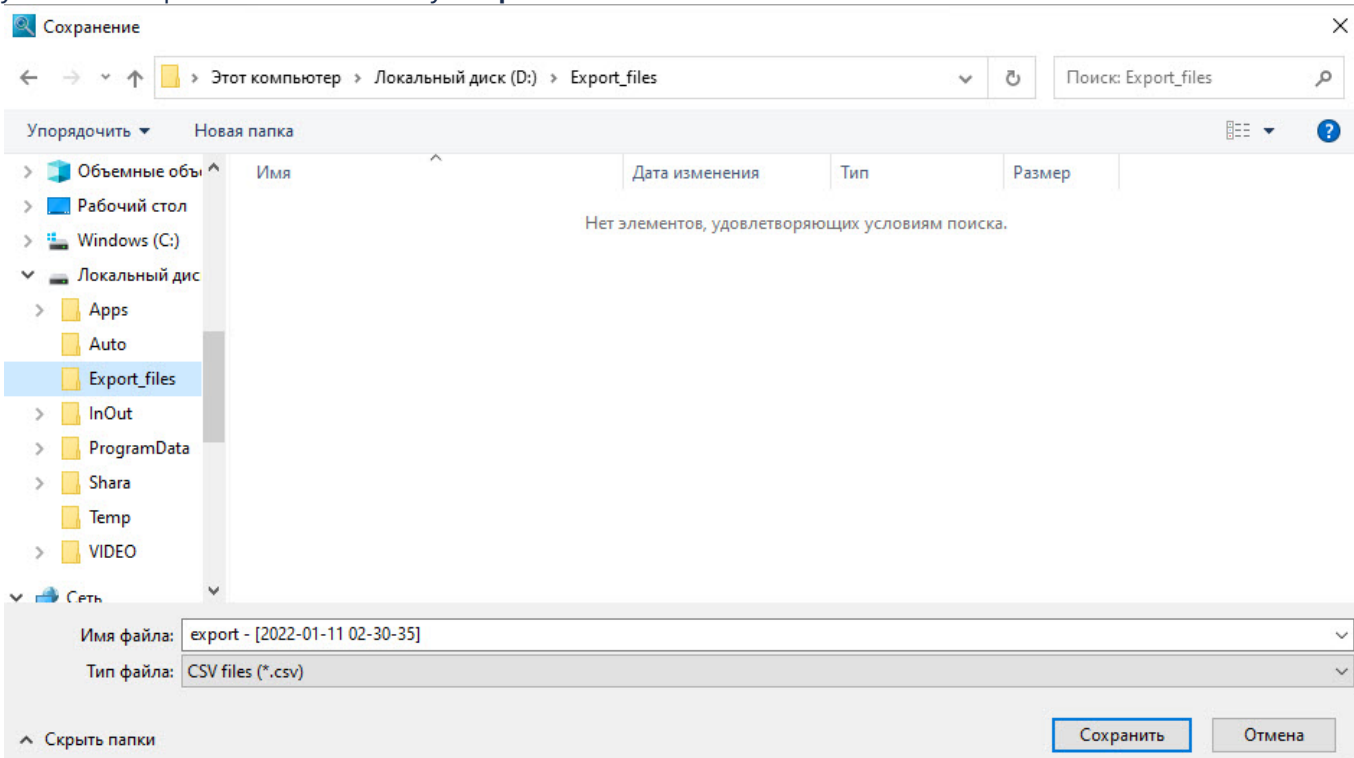 Сохранение
Этот компьютер > Локальный диск (D:) > Export_files
Поиск: Export_files
Упорядочить
Новая папка
Имя
Дата изменения
Тип
Размер
Нет элементов, удовлетворяющих условиям поиска.
Объемные объ
Рабочий стол
Windows (C:)
Локальный дис
Apps
Auto
Export_files
InOut
ProgramData
Shara
Temp
VIDEO
Сеть
Имя файла: export - [2022-01-11 02-30-35]
Тип файла: CSV files (*.csv)
Скрыть папки
Сохранить
Отмена